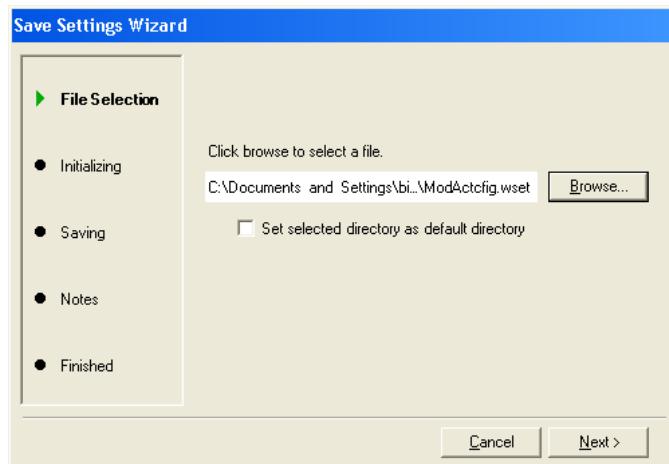 Save Settings Wizard
File Selection
Initializing
Saving
Notes
Finished
Click browse to select a file.
C:\Documents and Settings\bi...\ModActcfig.wset
Browse...
Set selected directory as default directory
Cancel
Next >